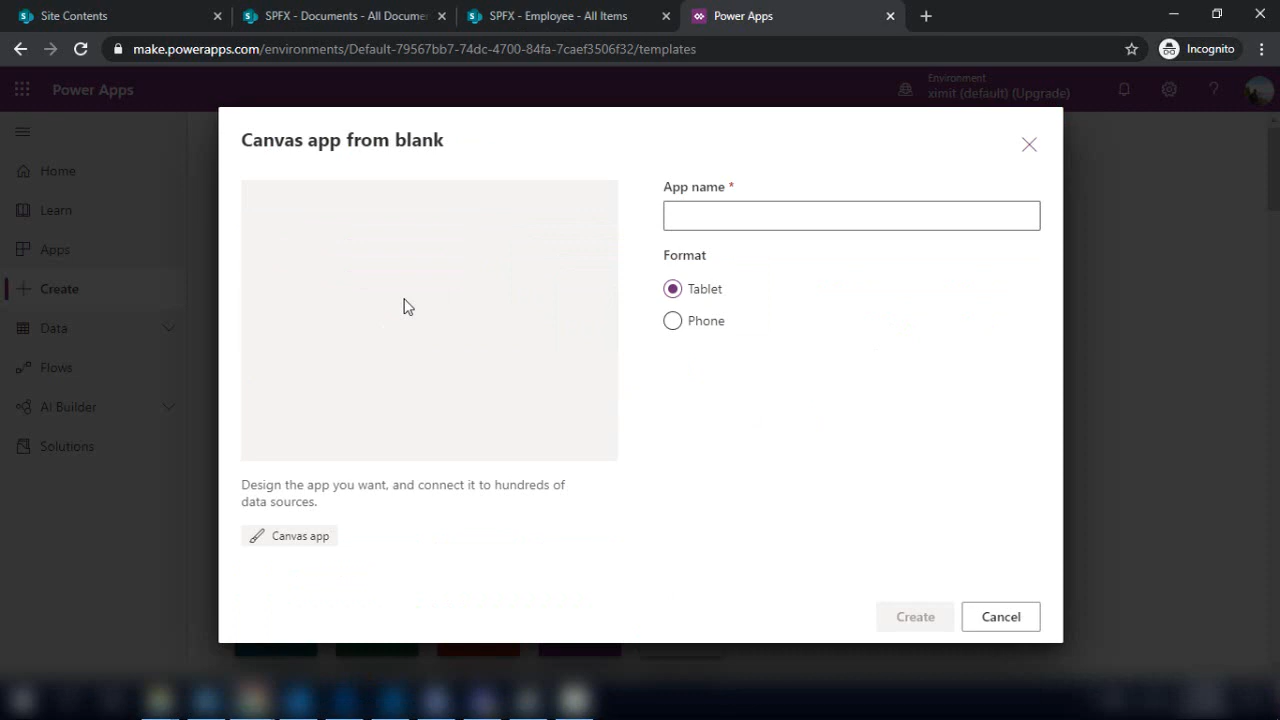 Site Contents
SPFX - Documents - All Documen
SPFX - Employee - All Items
Power Apps
make.powerapps.com/environments/Default-79567bb7-74dc-4700-84fa-7caef3506f32/templates
Incognito
Power Apps
Environment
ximit (default) (Upgrade)
Home
Learn
Apps
Create
Data
Flows
AI Builder
Solutions
Canvas app from blank
Design the app you want, and connect it to hundreds of
data sources.
Canvas app
App name *
Format
Tablet
Phone
Create
Cancel